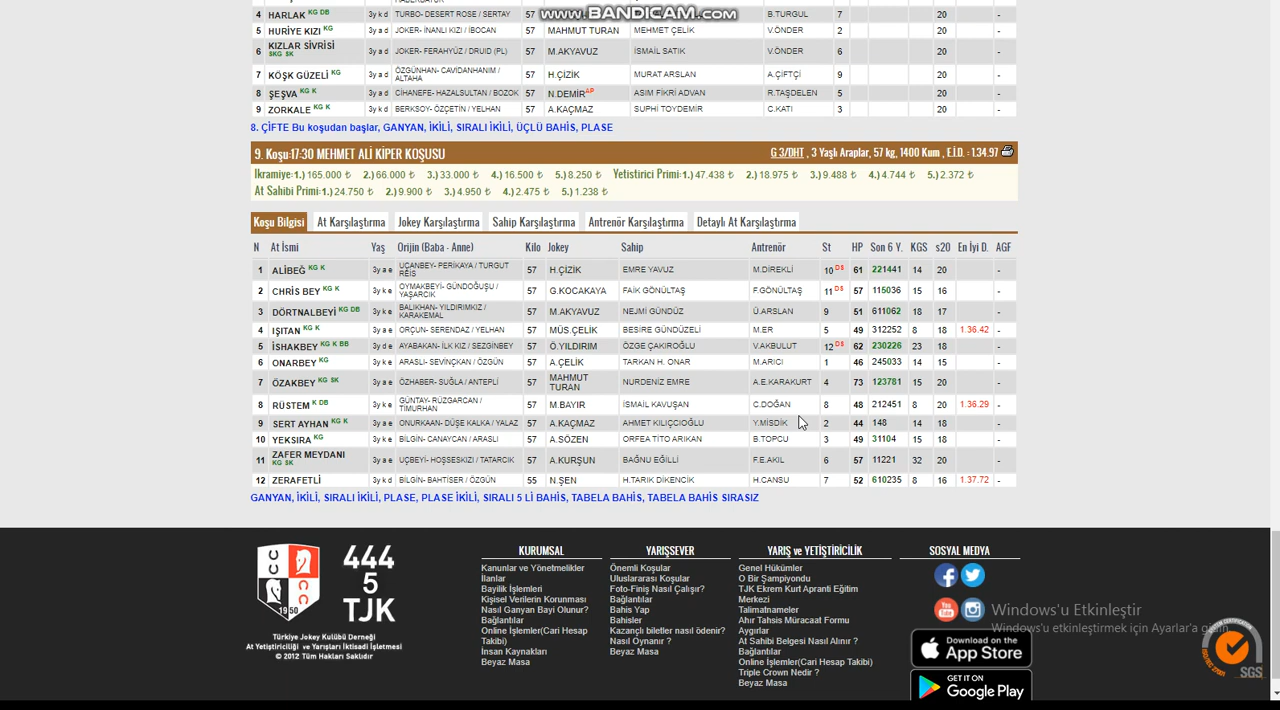 HABERBATUR
4 HARLAK KG DB 3y a d TURBO- DESERT ROSE / SERTAY 57 B.TURGUL 7 20
www.BANDICAM.com
5 HURİYE KIZI KG 3y a d JOKER- İNANLI KIZI / İBOCAN 57 MAHMUT TURAN MEHMET ÇELİK V.ÖNDER 2 20
6 KIZLAR SİVRİSİ SKG SK 3y a d JOKER- FERAHYÜZ / DRUID (PL) 57 M.AKYAVUZ İSMAİL SATIK V.ÖNDER 6 20
7 KÖŞK GÜZELİ KG 3y a d ÖZGÜNHAN- CAVİDANHANIM / ALTAHA 57 H.ÇİZİK MURAT ARSLAN A.ÇİFTÇİ 9 20
8 ŞEŞVA KG K 3y a d CİHANEFE- HAZALSULTAN / BOZOK 57 N.DEMİR AP ASIM FİKRİ ADVAN R.TAŞDELEN 5 20
9 ZORKALE KG K 3y k d BERKSOY- ÖZÇETİN / YELHAN 57 A.KAÇMAZ SUPHİ TOYDEMİR C.KATI 3 20
8. ÇİFTE Bu koşudan başlar, GANYAN, İKİLİ, SIRALI İKİLİ, ÜÇLÜ BAHİS, PLASE
9. Koşu:17:30 MEHMET ALİ KİPER KOŞUSU G 3/DHT , 3 Yaşlı Araplar, 57 kg, 1400 Kum , E.İ.D. : 1.34.97
İkramiye:1.) 165.000 ₺ 2.) 66.000 ₺ 3.) 33.000 ₺ 4.) 16.500 ₺ 5.) 8.250 ₺ Yetistirici Primi:1.) 47.438 ₺ 2.) 18.975 ₺ 3.) 9.488 ₺ 4.) 4.744 ₺ 5.) 2.372 ₺
At Sahibi Primi:1.) 24.750 ₺ 2.) 9.900 ₺ 3.) 4.950 ₺ 4.) 2.475 ₺ 5.) 1.238 ₺
Koşu Bilgisi At Karşılaştırma Jokey Karşılaştırma Sahip Karşılaştırma Antrenör Karşılaştırma Detaylı At Karşılaştırma
N At İsmi Yaş Orijin (Baba - Anne) Kilo Jokey Sahip Antrenör St HP Son 6 Y. KGS s20 En İyi D. AGF
1 ALİBEĞ KG K 3y a e UÇANBEY- PERİKAYA / TURGUT REİS 57 H.ÇİZİK EMRE YAVUZ M.DİREKLİ 10 DS 61 221441 14 20 -
2 CHRİS BEY KG K 3y k e OYMAKBEYİ- GÜNDOĞUŞU / YAŞARCIK 57 G.KOCAKAYA FAİK GÖNÜLTAŞ F.GÖNÜLTAŞ 11 DS 57 115036 15 16 -
3 DÖRTNALBEYİ KG DB 3y k e BALIKHAN- YILDIRIMKIZ / KARAKEMAL 57 M.AKYAVUZ NEJMİ GÜNDÜZ Ü.ARSLAN 9 51 611062 18 17 -
4 IŞITAN KG K 3y a e ORÇUN- SERENDAZ / YELHAN 57 MÜS.ÇELİK BESİRE GÜNDÜZELİ M.ER 5 49 312252 8 18 1.36.42 -
5 İSHAKBEY KG K BB 3y d e AYABAKAN- İLK KIZ / SEZGİNBEY 57 Ö.YILDIRIM ÖZGE ÇAKIROĞLU V.AKBULUT 12 DS 62 230226 23 18 -
6 ONARBEY KG 3y k e ARASLI- SEVİNÇKAN / ÖZGÜN 57 A.ÇELİK TARKAN H. ONAR M.ARICI 1 46 245033 14 15 -
7 ÖZAKBEY KG SK 3y a e ÖZHABER- SUĞLA / ANTEPLİ 57 MAHMUT TURAN NURDENİZ EMRE A.E.KARAKURT 4 73 123781 15 20 -
8 RÜSTEM K DB 3y k e GÜNTAY- RÜZGARCAN / TİMURHAN 57 M.BAYIR İSMAİL KAVUŞAN C.DOĞAN 8 48 212451 8 20 1.36.29 -
9 SERT AYHAN KG K 3y a e ONURKAAN- DÜŞE KALKA / YALAZ 57 A.KAÇMAZ AHMET KILIÇCIOĞLU Y.MİSDİK 2 44 148 14 18 -
10 YEKSIRA KG 3y k e BİLGİN- CANAYCAN / ARASLI 57 A.SÖZEN ORFEA TİTO ARIKAN B.TOPCU 3 49 31104 15 18 -
11 ZAFER MEYDANI KG SK 3y a e UÇBEYİ- HOŞSESKIZI / TATARCIK 57 A.KURŞUN BAĞNU EĞİLLİ F.E.AKIL 6 57 11221 32 20 -
12 ZERAFETLİ 3y k d BİLGİN- BAHTİSER / ÖZGÜN 55 N.ŞEN H.TARIK DİKENCİK H.CANSU 7 52 610235 8 16 1.37.72 -
GANYAN, İKİLİ, SIRALI İKİLİ, PLASE, PLASE İKİLİ, SIRALI 5 Lİ BAHİS, TABELA BAHİS, TABELA BAHİS SIRASIZ
1950
444
5
TJK
Türkiye Jokey Kulübü Derneği
At Yetiştiriciliği ve Yarışları İktisadi İşletmesi
© 2012 Tüm Hakları Saklıdır
KURUMSAL
Kanunlar ve Yönetmelikler
İlanlar
Bayilik İşlemleri
Kişisel Verilerin Korunması
Nasıl Ganyan Bayi Olunur?
Bağlantılar
Online İşlemler(Cari Hesap
Takibi)
İnsan Kaynakları
Beyaz Masa
YARIŞSEVER
Önemli Koşular
Uluslararası Koşular
Foto-Finiş Nasıl Çalışır?
Bağlantılar
Bahis Yap
Bahisler
Kazançlı biletler nasıl ödenir?
Nasıl Oynanır ?
Beyaz Masa
YARIŞ ve YETİŞTİRİCİLİK
Genel Hükümler
O Bir Şampiyondu
TJK Ekrem Kurt Apranti Eğitim
Merkezi
Talimatnameler
Ahır Tahsis Müracaat Formu
Aygırlar
At Sahibi Belgesi Nasıl Alınır ?
Bağlantılar
Online İşlemler(Cari Hesap Takibi)
Triple Crown Nedir ?
Beyaz Masa
SOSYAL MEDYA
You Tube
Windows'u Etkinleştir
Windows'u etkinleştirmek için Ayarlar'a gidin.
Download on the
App Store
GET IT ON
Google Play
SGS